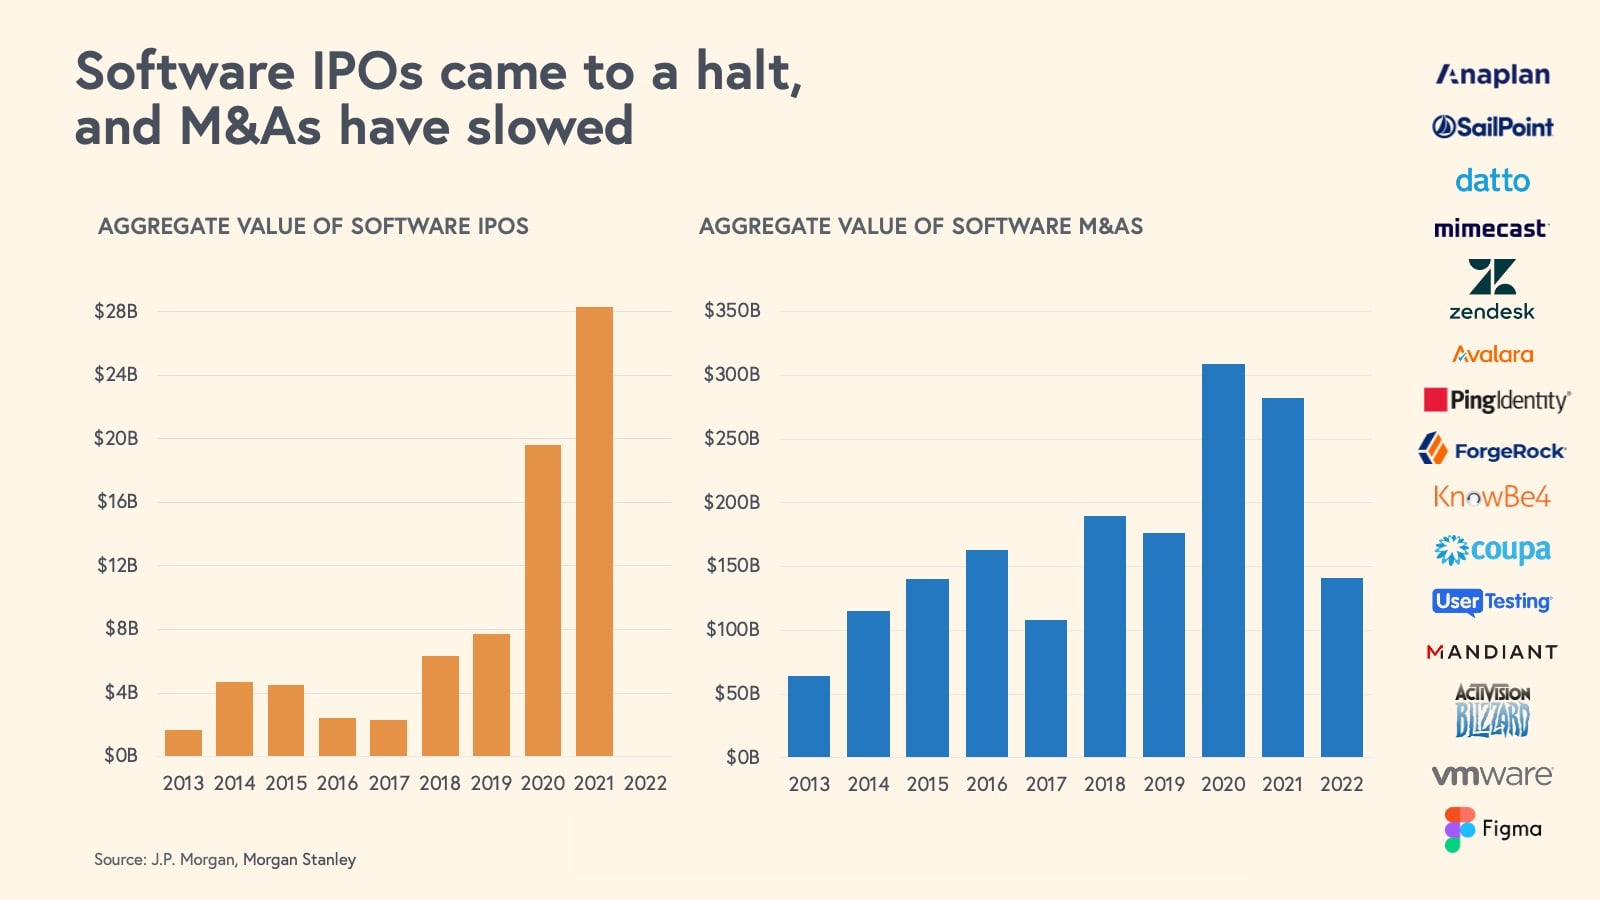 Software IPOs came to a halt,
and M&As have slowed
AGGREGATE VALUE OF SOFTWARE IPOS
$28B
$24B
$20B
$16B
$12B
$8B
$4B
$0B
2013 2014 2015 2016 2017 2018 2019 2020 2021 2022
AGGREGATE VALUE OF SOFTWARE M&AS
$350B
$300B
$250B
$200B
$150B
$100B
$50B
$0B
2013 2014 2015 2016 2017 2018 2019 2020 2021 2022
Anaplan
SailPoint
datto
mimecast
zendesk
Avalara
PingIdentity®
ForgeRock
KnowBe4
coupa
UserTesting
MANDIANT
ACTIVISION
BLIZZARD
vmware
Figma
Source: J.P. Morgan, Morgan Stanley